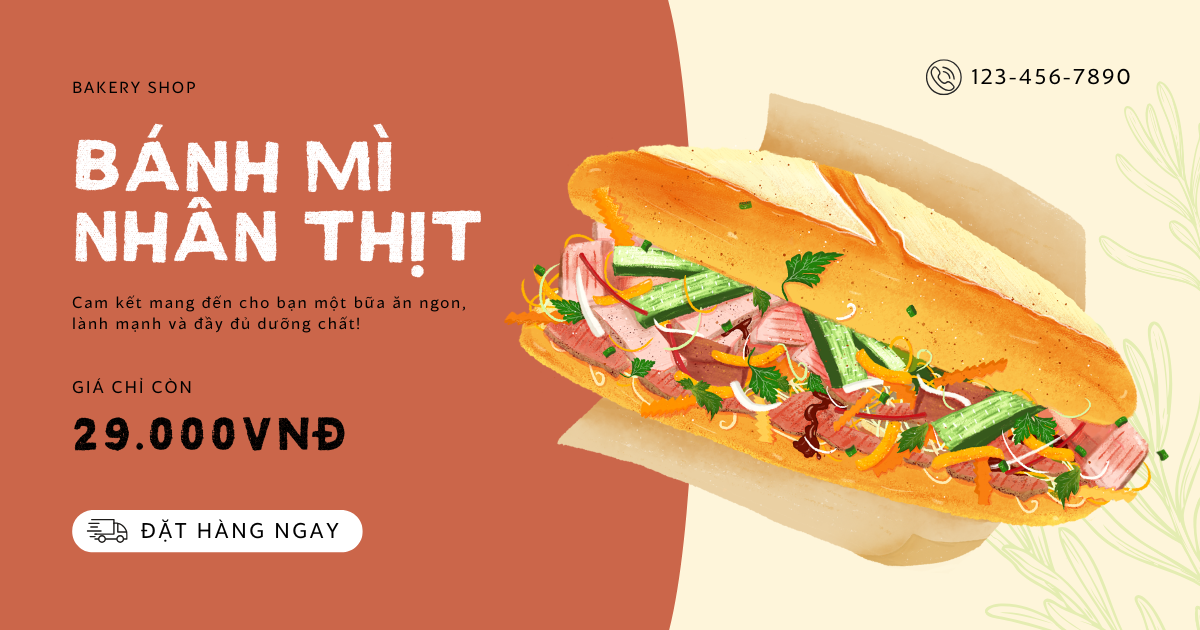 BAKERY SHOP
BÁNH MÌ
NHÂN THỊT
Cam kết mang đến cho bạn một bữa ăn ngon,
lành mạnh và đầy đủ dưỡng chất!
GIÁ CHỈ CÒN
29.000VNĐ
ĐẶT HÀNG NGAY
123-456-7890